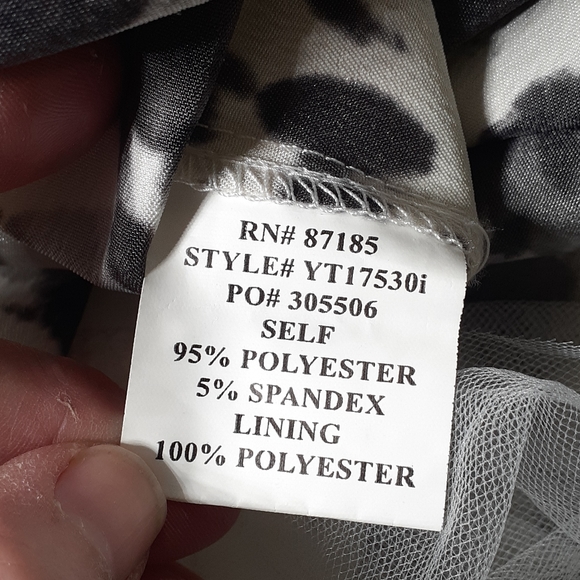 RN# 87185
STYLE# YT17530i
PO# 305506
SELF
95% POLYESTER
5% SPANDEX
LINING
100% POLYESTER